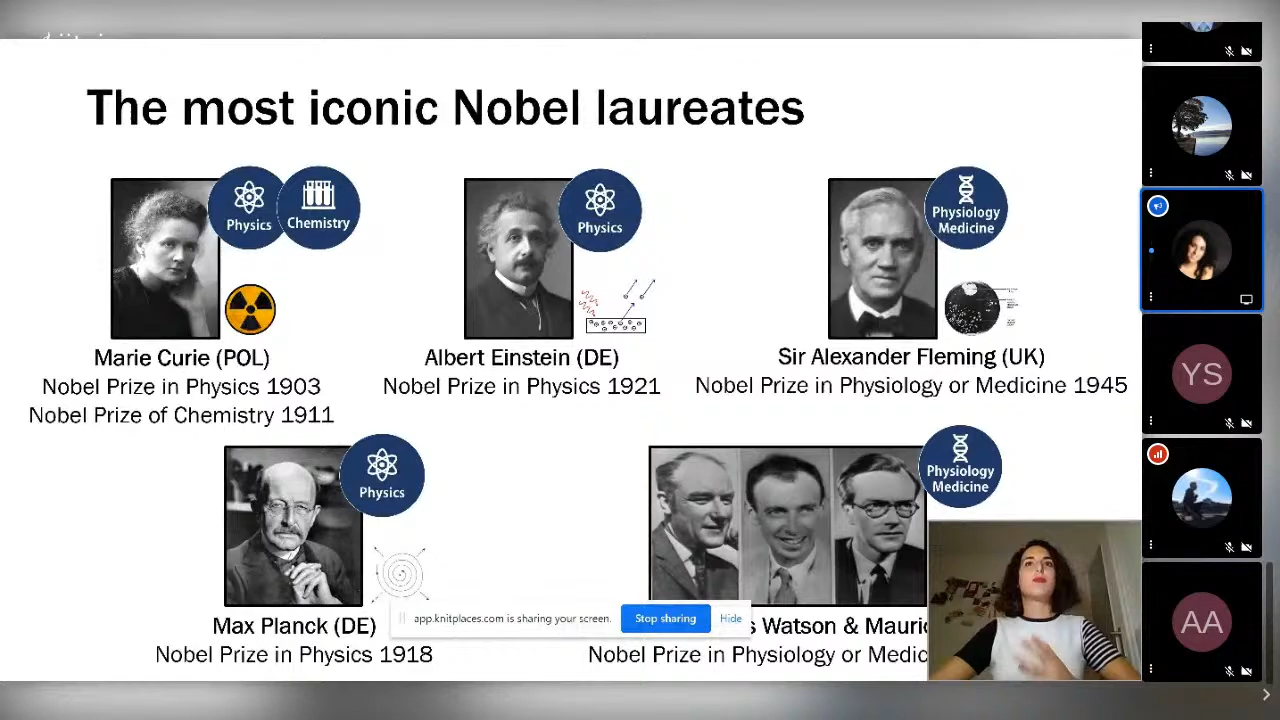 The most iconic Nobel laureates
Physics
Chemistry
Physics
Physiology
Medicine
Marie Curie (POL)
Nobel Prize in Physics 1903
Nobel Prize of Chemistry 1911
Albert Einstein (DE)
Nobel Prize in Physics 1921
Sir Alexander Fleming (UK)
Nobel Prize in Physiology or Medicine 1945
Physics
Physiology
Medicine
Max Planck (DE)
Nobel Prize in Physics 1918
s Watson & Mauric
Nobel Prize in Physiology or Medic
app.knitplaces.com is sharing your screen.
Stop sharing
Hide
YS
AA